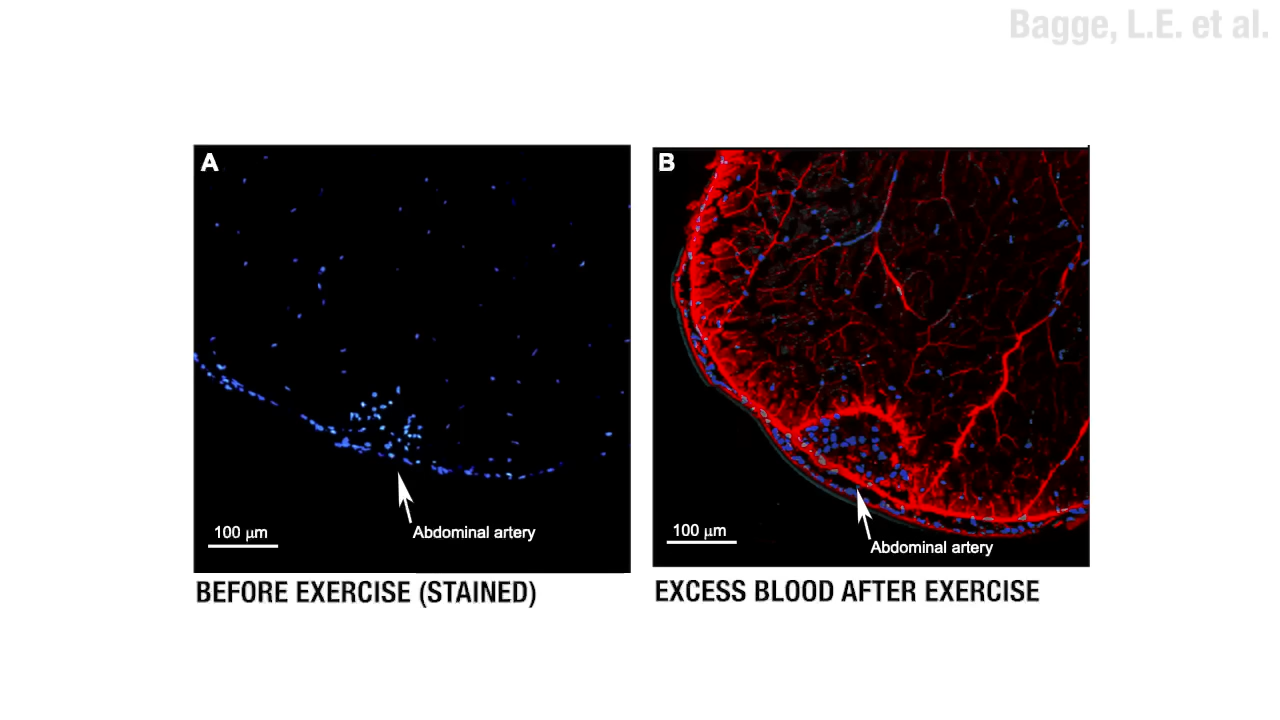 Bagge, L.E. et al.
A
B
100 μm
Abdominal artery
100 μm
Abdominal artery
BEFORE EXERCISE (STAINED)
EXCESS BLOOD AFTER EXERCISE